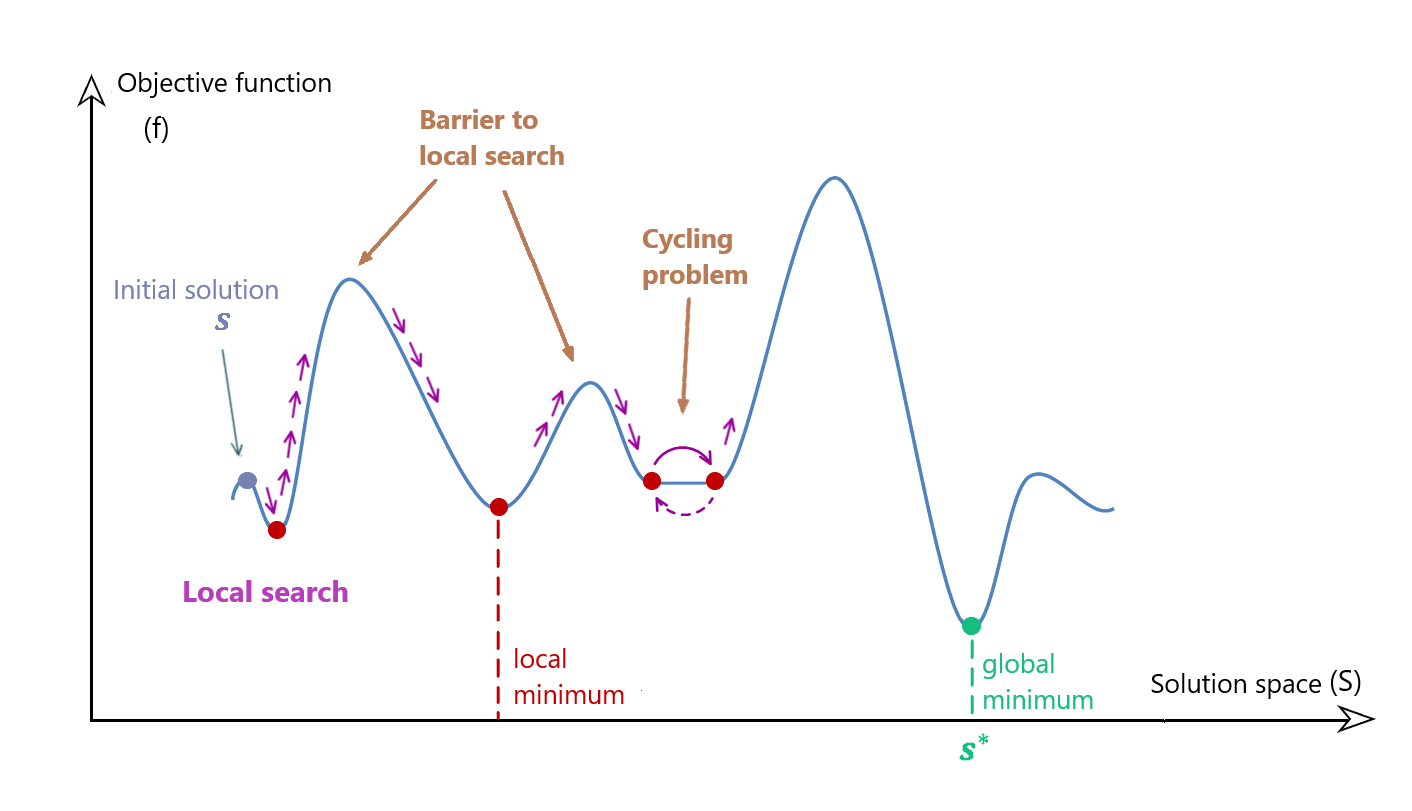 Objective function
(f)
Barrier to
local search
Cycling
problem
Initial solution
s
Local search
local
minimum
global
minimum
Solution space (S)
s*